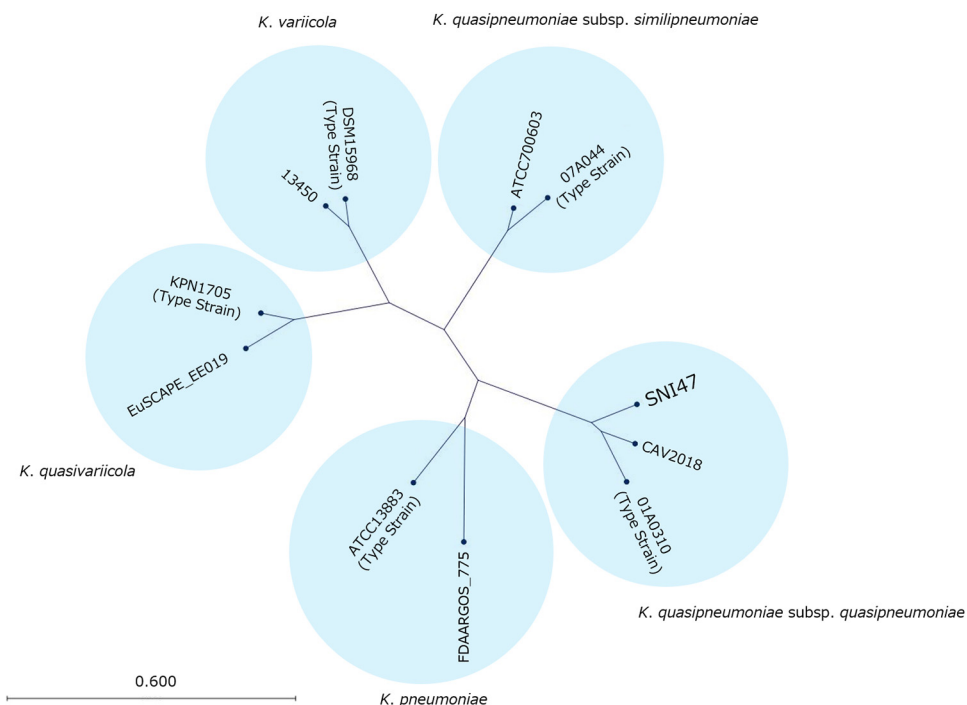 K. variicola
K. quasipneumoniae subsp. similipneumoniae
DSM15968
(Type Strain)
13450
ATCC700603
07A044
(Type Strain)
KPN1705
(Type Strain)
EuSCAPE_EE019
K. quasivariicola
SNI47
CAV2018
01A0310
(Type Strain)
K. quasipneumoniae subsp. quasipneumoniae
ATCC13883
(Type Strain)
FDAARGOS_775
K. pneumoniae
0.600